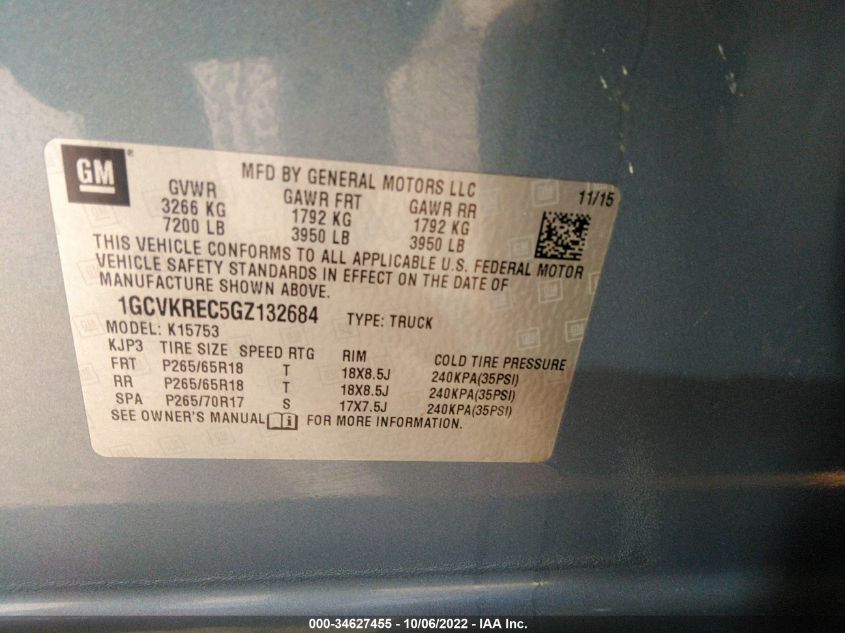 GM
MFD BY GENERAL MOTORS LLC
GVWR GAWR FRT GAWR RR 11/15
3266 KG 1792 KG 1792 KG
7200 LB 3950 LB 3950 LB
THIS VEHICLE CONFORMS TO ALL APPLICABLE U.S. FEDERAL MOTOR
VEHICLE SAFETY STANDARDS IN EFFECT ON THE DATE OF
MANUFACTURE SHOWN ABOVE.
1GCVKREC5GZ132684 TYPE: TRUCK
MODEL: K15753
KJP3 TIRE SIZE SPEED RTG RIM COLD TIRE PRESSURE
FRT P265/65R18 T 18X8.5J 240KPA(35PSI)
RR P265/65R18 T 18X8.5J 240KPA(35PSI)
SPA P265/70R17 S 17X7.5J 240KPA(35PSI)
SEE OWNER'S MANUAL i FOR MORE INFORMATION.
000-34627455 - 10/06/2022 - IAA Inc.